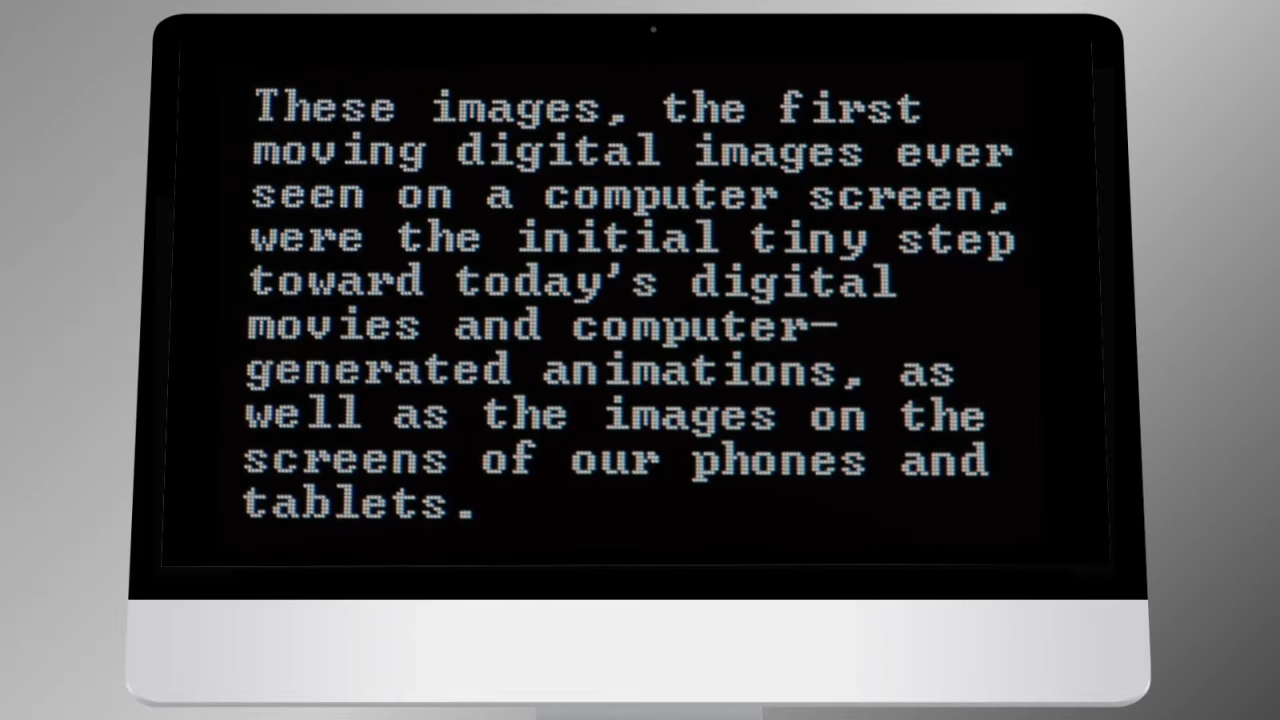 These images, the first
moving digital images ever
seen on a computer screen,
were the initial tiny step
toward today's digital
movies and computer-
generated animations, as
well as the images on the
screens of our phones and
tablets.